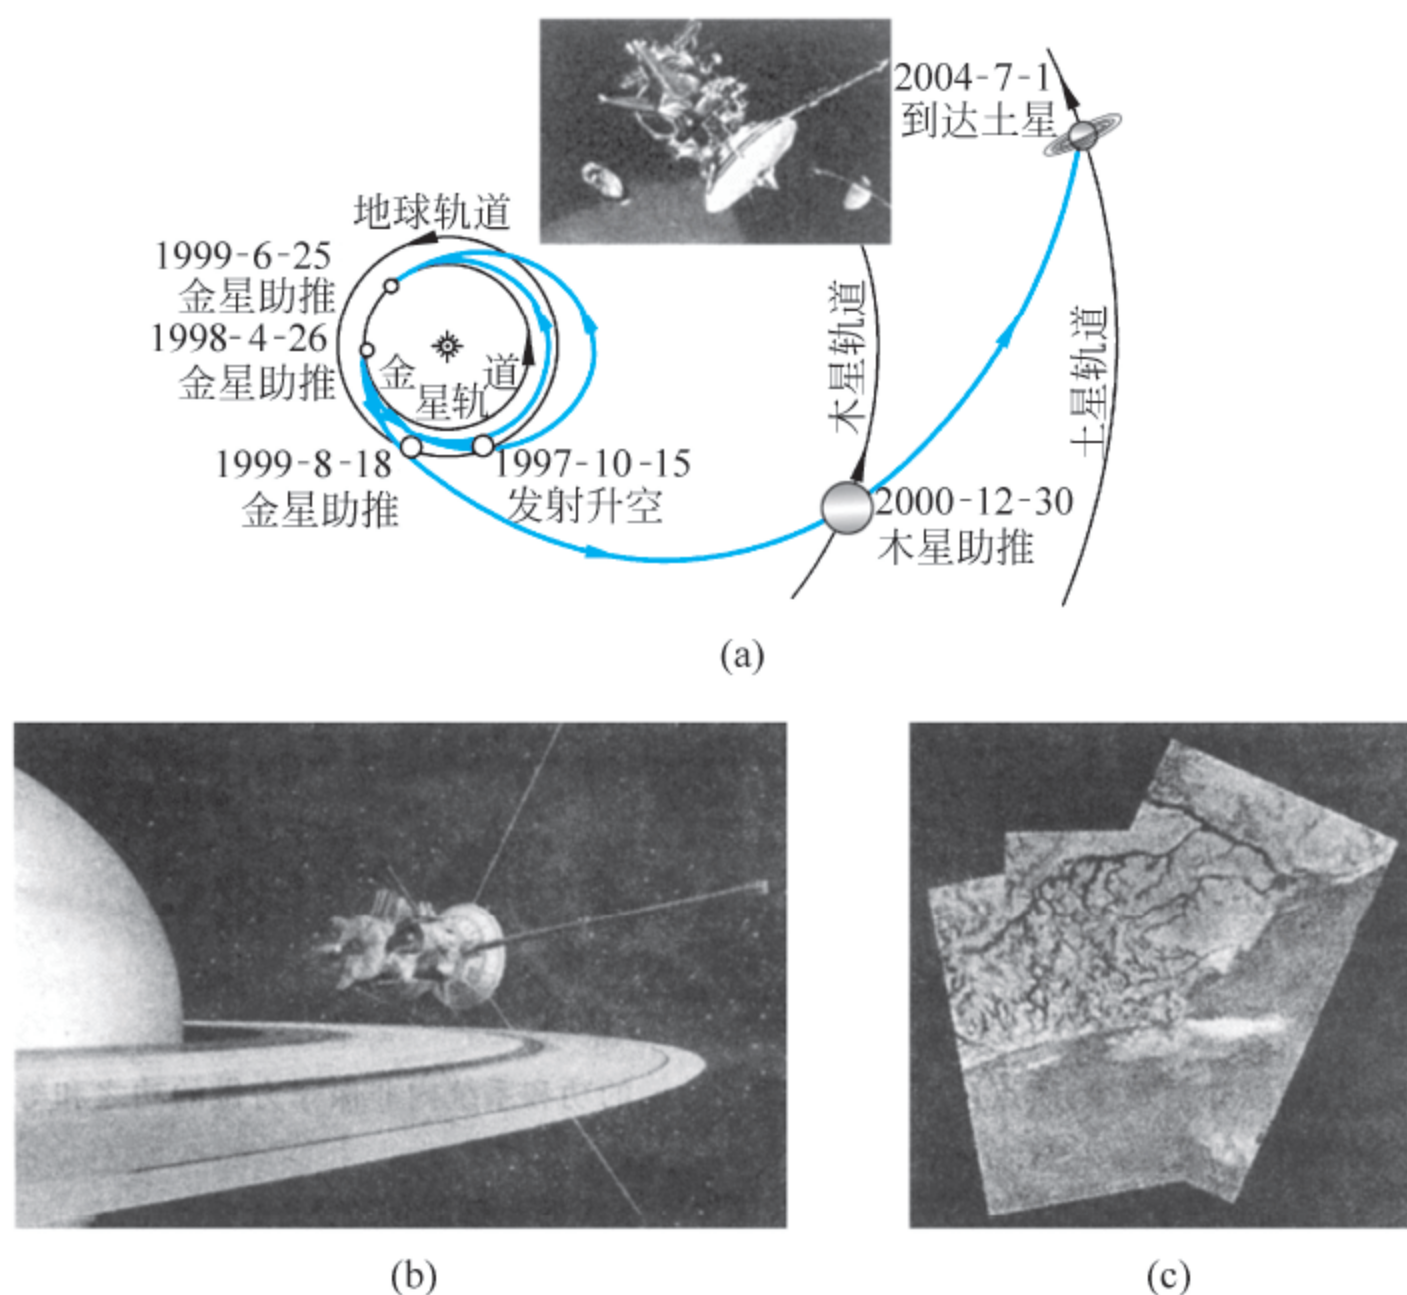 2004-7-1
到达土星
地球轨道
1999-6-25
金星助推
1998-4-26
金星助推
金星轨道
木星轨道
土星轨道
1999-8-18
金星助推
1997-10-15
发射升空
2000-12-30
木星助推
(a)
(b)
(c)